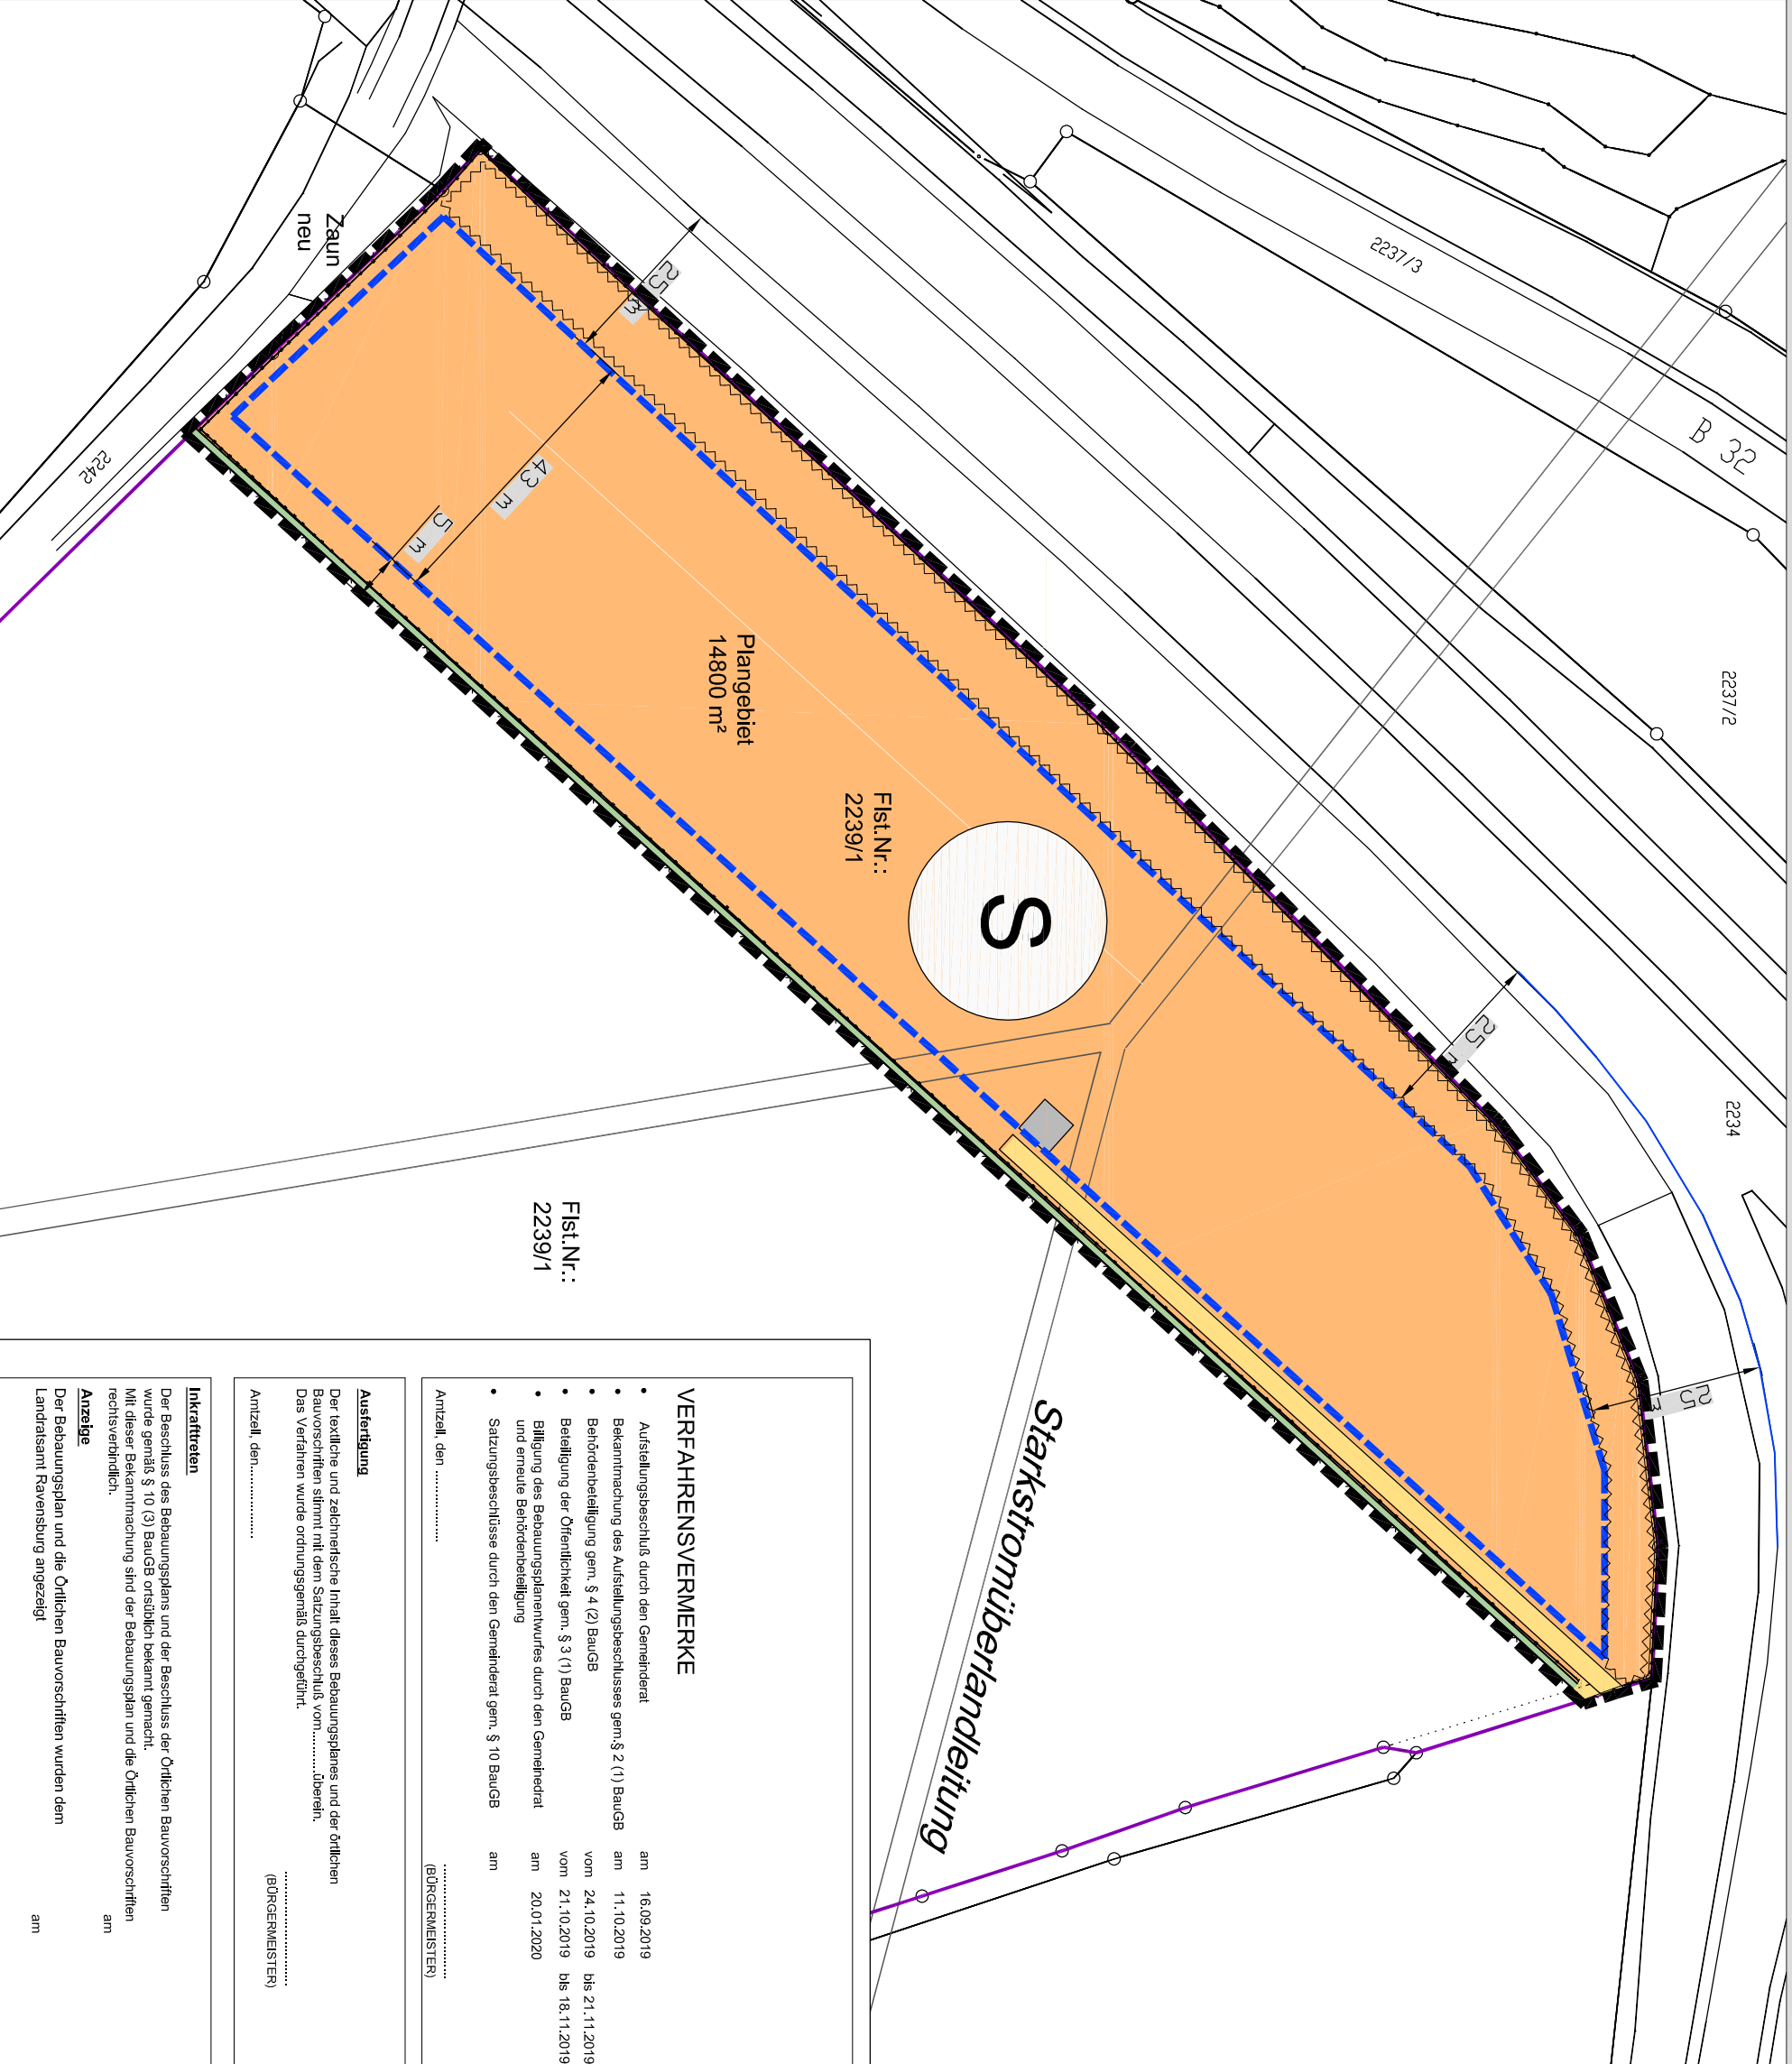 B 32
2237/3
2237/2
2234
2242
Zaun
neu
25 m
43 m
5 m
Plangebiet
14800 m²
Flst.Nr.:
2239/1
S
25
25 m
Flst.Nr.:
2239/1
Starkstromüberlandleitung
VERFAHRENSVERMERKE
• Aufstellungsbeschluß durch den Gemeinderat am 16.09.2019
• Bekanntmachung des Aufstellungsbeschlusses gem.§ 2 (1) BauGB am 11.10.2019
• Behördenbeteiligung gem. § 4 (2) BauGB vom 24.10.2019 bis 21.11.2019
• Beteiligung der Öffentlichkeit gem. § 3 (1) BauGB vom 21.10.2019 bis 18.11.2019
• Billigung des Bebauungsplanentwurfes durch den Gemeinedrat am 20.01.2020
und erneute Behördenbeteiligung
• Satzungsbeschlüsse durch den Gemeinderat gem. § 10 BauGB am
Amtzell, den ......................
(BÜRGERMEISTER)
Ausfertigung
Der textliche und zeichnerische Inhalt dieses Bebauungsplanes und der örtlichen
Bauvorschriften stimmt mit dem Satzungsbeschluß vom..............überein.
Das Verfahren wurde ordnungsgemäß durchgeführt.
Amtzell, den......................
(BÜRGERMEISTER)
Inkrafttreten
Der Beschluss des Bebauungsplans und der Beschluss der Örtlichen Bauvorschriften
wurde gemäß § 10 (3) BauGB ortsüblich bekannt gemacht.
Mit dieser Bekanntmachung sind der Bebauungsplan und die Örtlichen Bauvorschriften
rechtsverbindlich. am
Anzeige
Der Bebauungsplan und die Örtlichen Bauvorschriften wurden dem
Landratsamt Ravensburg angezeigt am